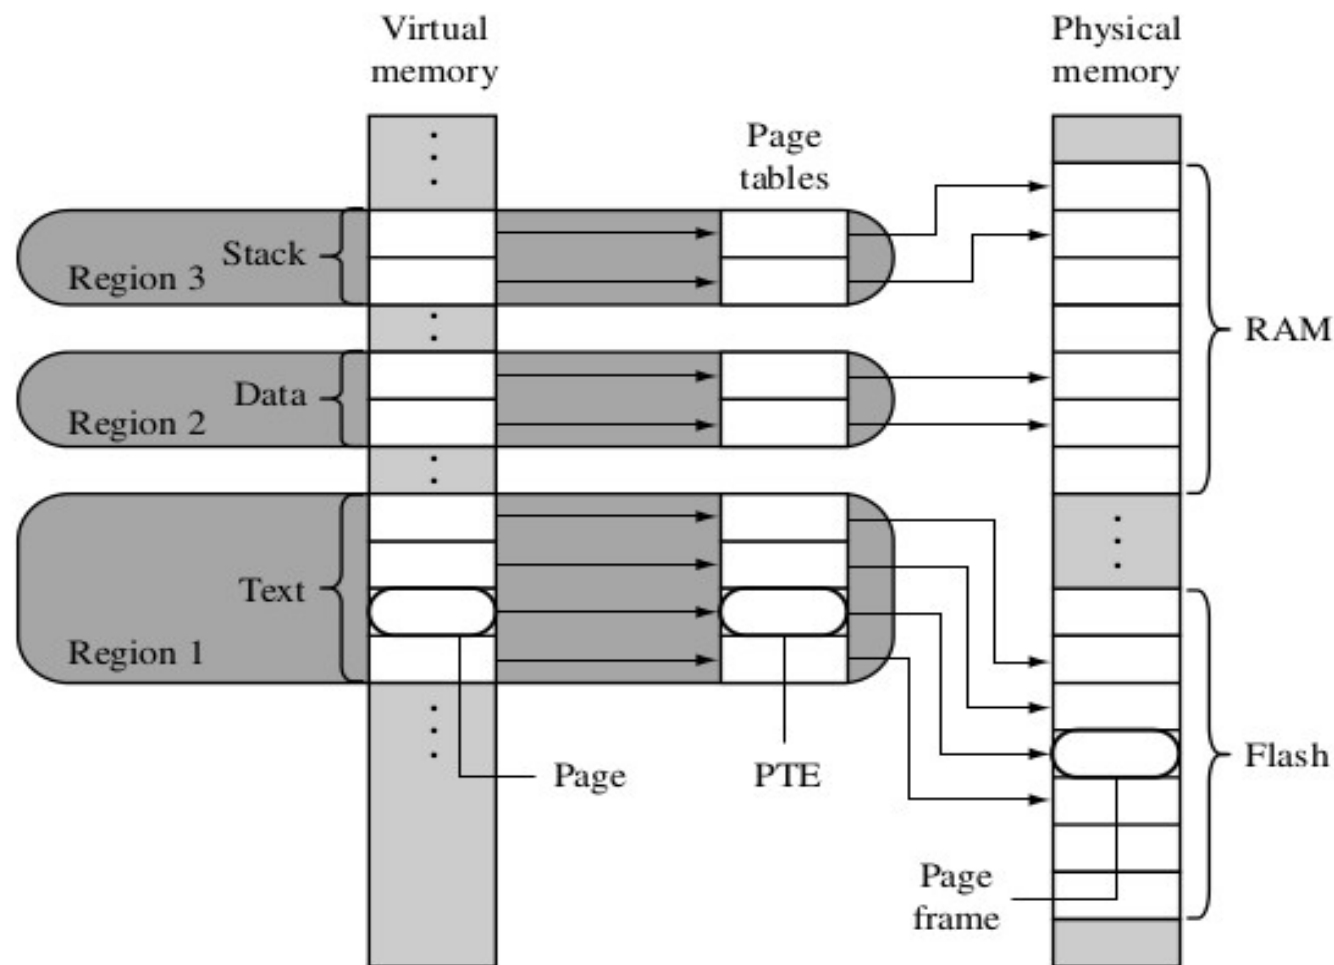 Virtual
memory
Physical
memory
Page
tables
Stack
Region 3
RAM
Data
Region 2
Text
Region 1
Page
PTE
Flash
Page
frame